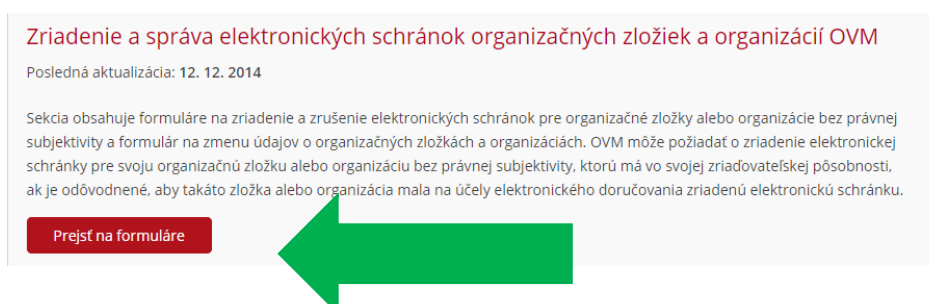 Zriadenie a správa elektronických schránok organizačných zložiek a organizácií OVM
Posledná aktualizácia: 12. 12. 2014
Sekcia obsahuje formuláre na zriadenie a zrušenie elektronických schránok pre organizačné zložky alebo organizácie bez právnej
subjektivity a formulár na zmenu údajov o organizačných zložkách a organizáciách. OVM môže požiadať o zriadenie elektronickej
schránky pre svoju organizačnú zložku alebo organizáciu bez právnej subjektivity, ktorú má vo svojej zriaďovateľskej pôsobnosti,
ak je odôvodnené, aby takáto zložka alebo organizácia mala na účely elektronického doručovania zriadenú elektronickú schránku.
Prejsť na formuláre